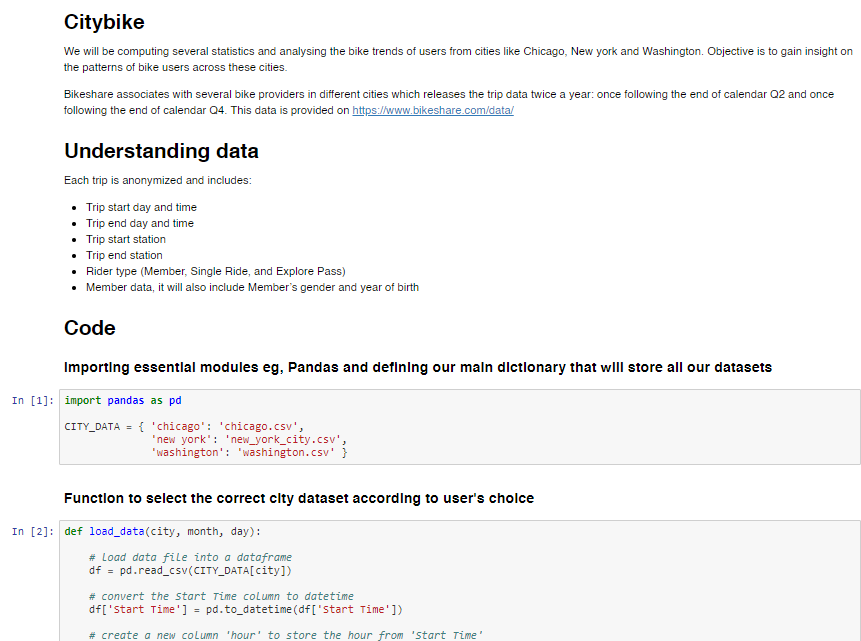 Citybike
We will be computing several statistics and analysing the bike trends of users from cities like Chicago, New york and Washington. Objective is to gain insight on
the patterns of bike users across these cities.
Bikeshare associates with several bike providers in different cities which releases the trip data twice a year: once following the end of calendar Q2 and once
following the end of calendar Q4. This data is provided on https://www.bikeshare.com/data/
Understanding data
Each trip is anonymized and includes:
• Trip start day and time
• Trip end day and time
• Trip start station
• Trip end station
• Rider type (Member, Single Ride, and Explore Pass)
• Member data, it will also include Member's gender and year of birth
Code
Importing essential modules eg, Pandas and defining our main dictionary that will store all our datasets
In [1]: import pandas as pd
CITY_DATA = { 'chicago': 'chicago.csv',
'new york': 'new_york_city.csv',
'washington': 'washington.csv' }
Function to select the correct city dataset according to user's choice
In [2]: def load_data(city, month, day):
# load data file into a dataframe
df = pd.read_csv(CITY_DATA[city])
# convert the Start Time column to datetime
df['Start Time'] = pd.to_datetime(df['Start Time'])
# create a new column 'hour' to store the hour from 'Start Time'